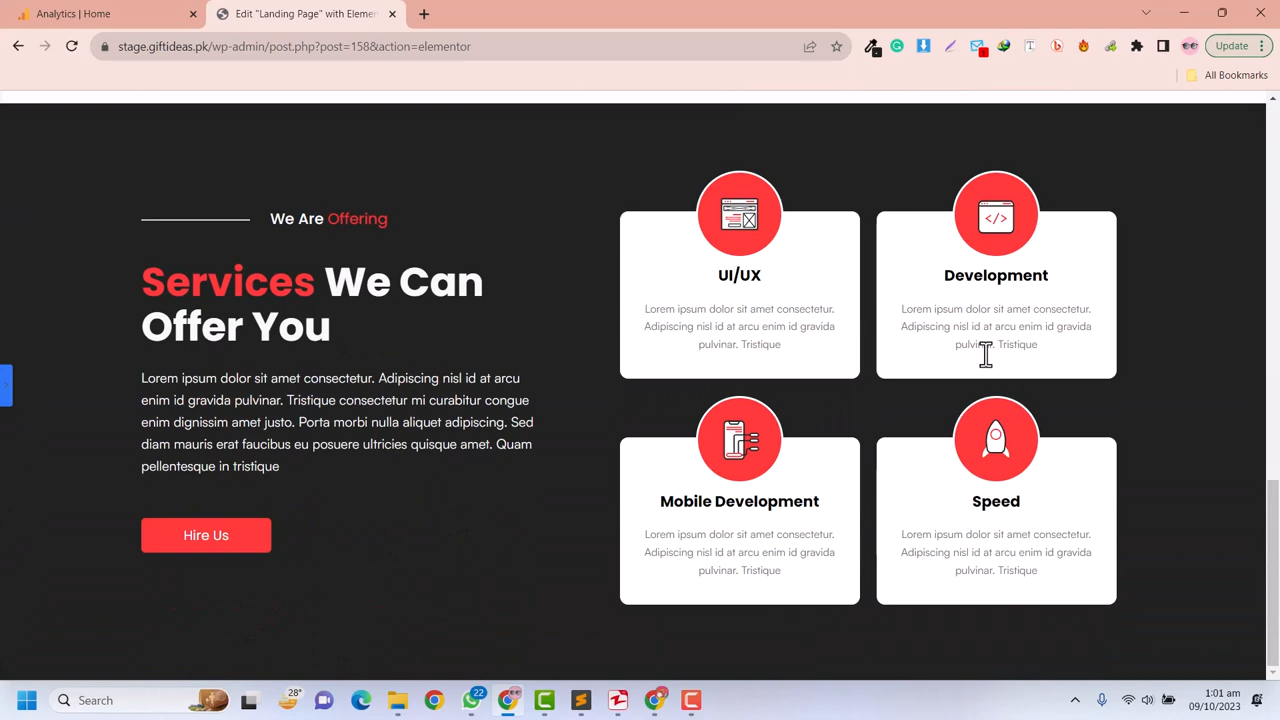 Analytics | Home
Edit "Landing Page" with Elemen
stage.giftideas.pk/wp-admin/post.php?post=158&action=elementor
Update
All Bookmarks
We Are Offering
Services We Can
Offer You
Lorem ipsum dolor sit amet consectetur. Adipiscing nisl id at arcu
enim id gravida pulvinar. Tristique consectetur mi curabitur congue
enim dignissim amet justo. Porta morbi nulla aliquet adipiscing. Sed
diam mauris erat faucibus eu posuere ultricies quisque amet. Quam
pellentesque in tristique
Hire Us
UI/UX
Lorem ipsum dolor sit amet consectetur.
Adipiscing nisl id at arcu enim id gravida
pulvinar. Tristique
Development
Lorem ipsum dolor sit amet consectetur.
Adipiscing nisl id at arcu enim id gravida
pulvinar. Tristique
Mobile Development
Lorem ipsum dolor sit amet consectetur.
Adipiscing nisl id at arcu enim id gravida
pulvinar. Tristique
Speed
Lorem ipsum dolor sit amet consectetur.
Adipiscing nisl id at arcu enim id gravida
pulvinar. Tristique
Search
28°
22
1:01 am
09/10/2023